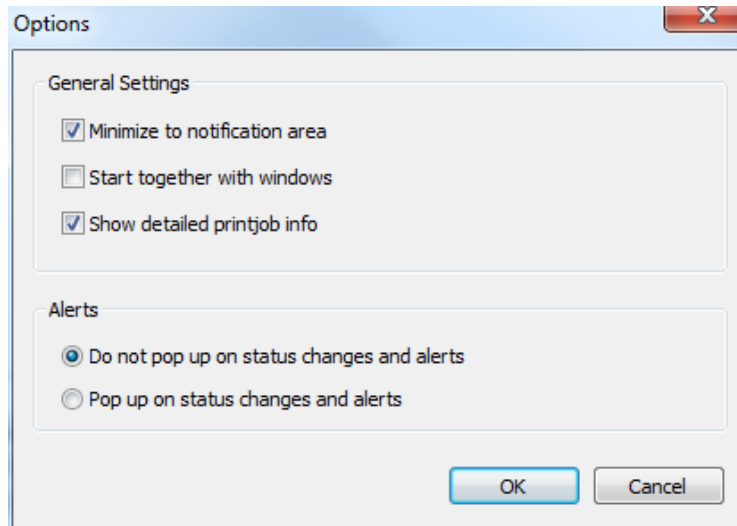 Options
General Settings
Minimize to notification area
Start together with windows
Show detailed printjob info
Alerts
Do not pop up on status changes and alerts
Pop up on status changes and alerts
OK Cancel